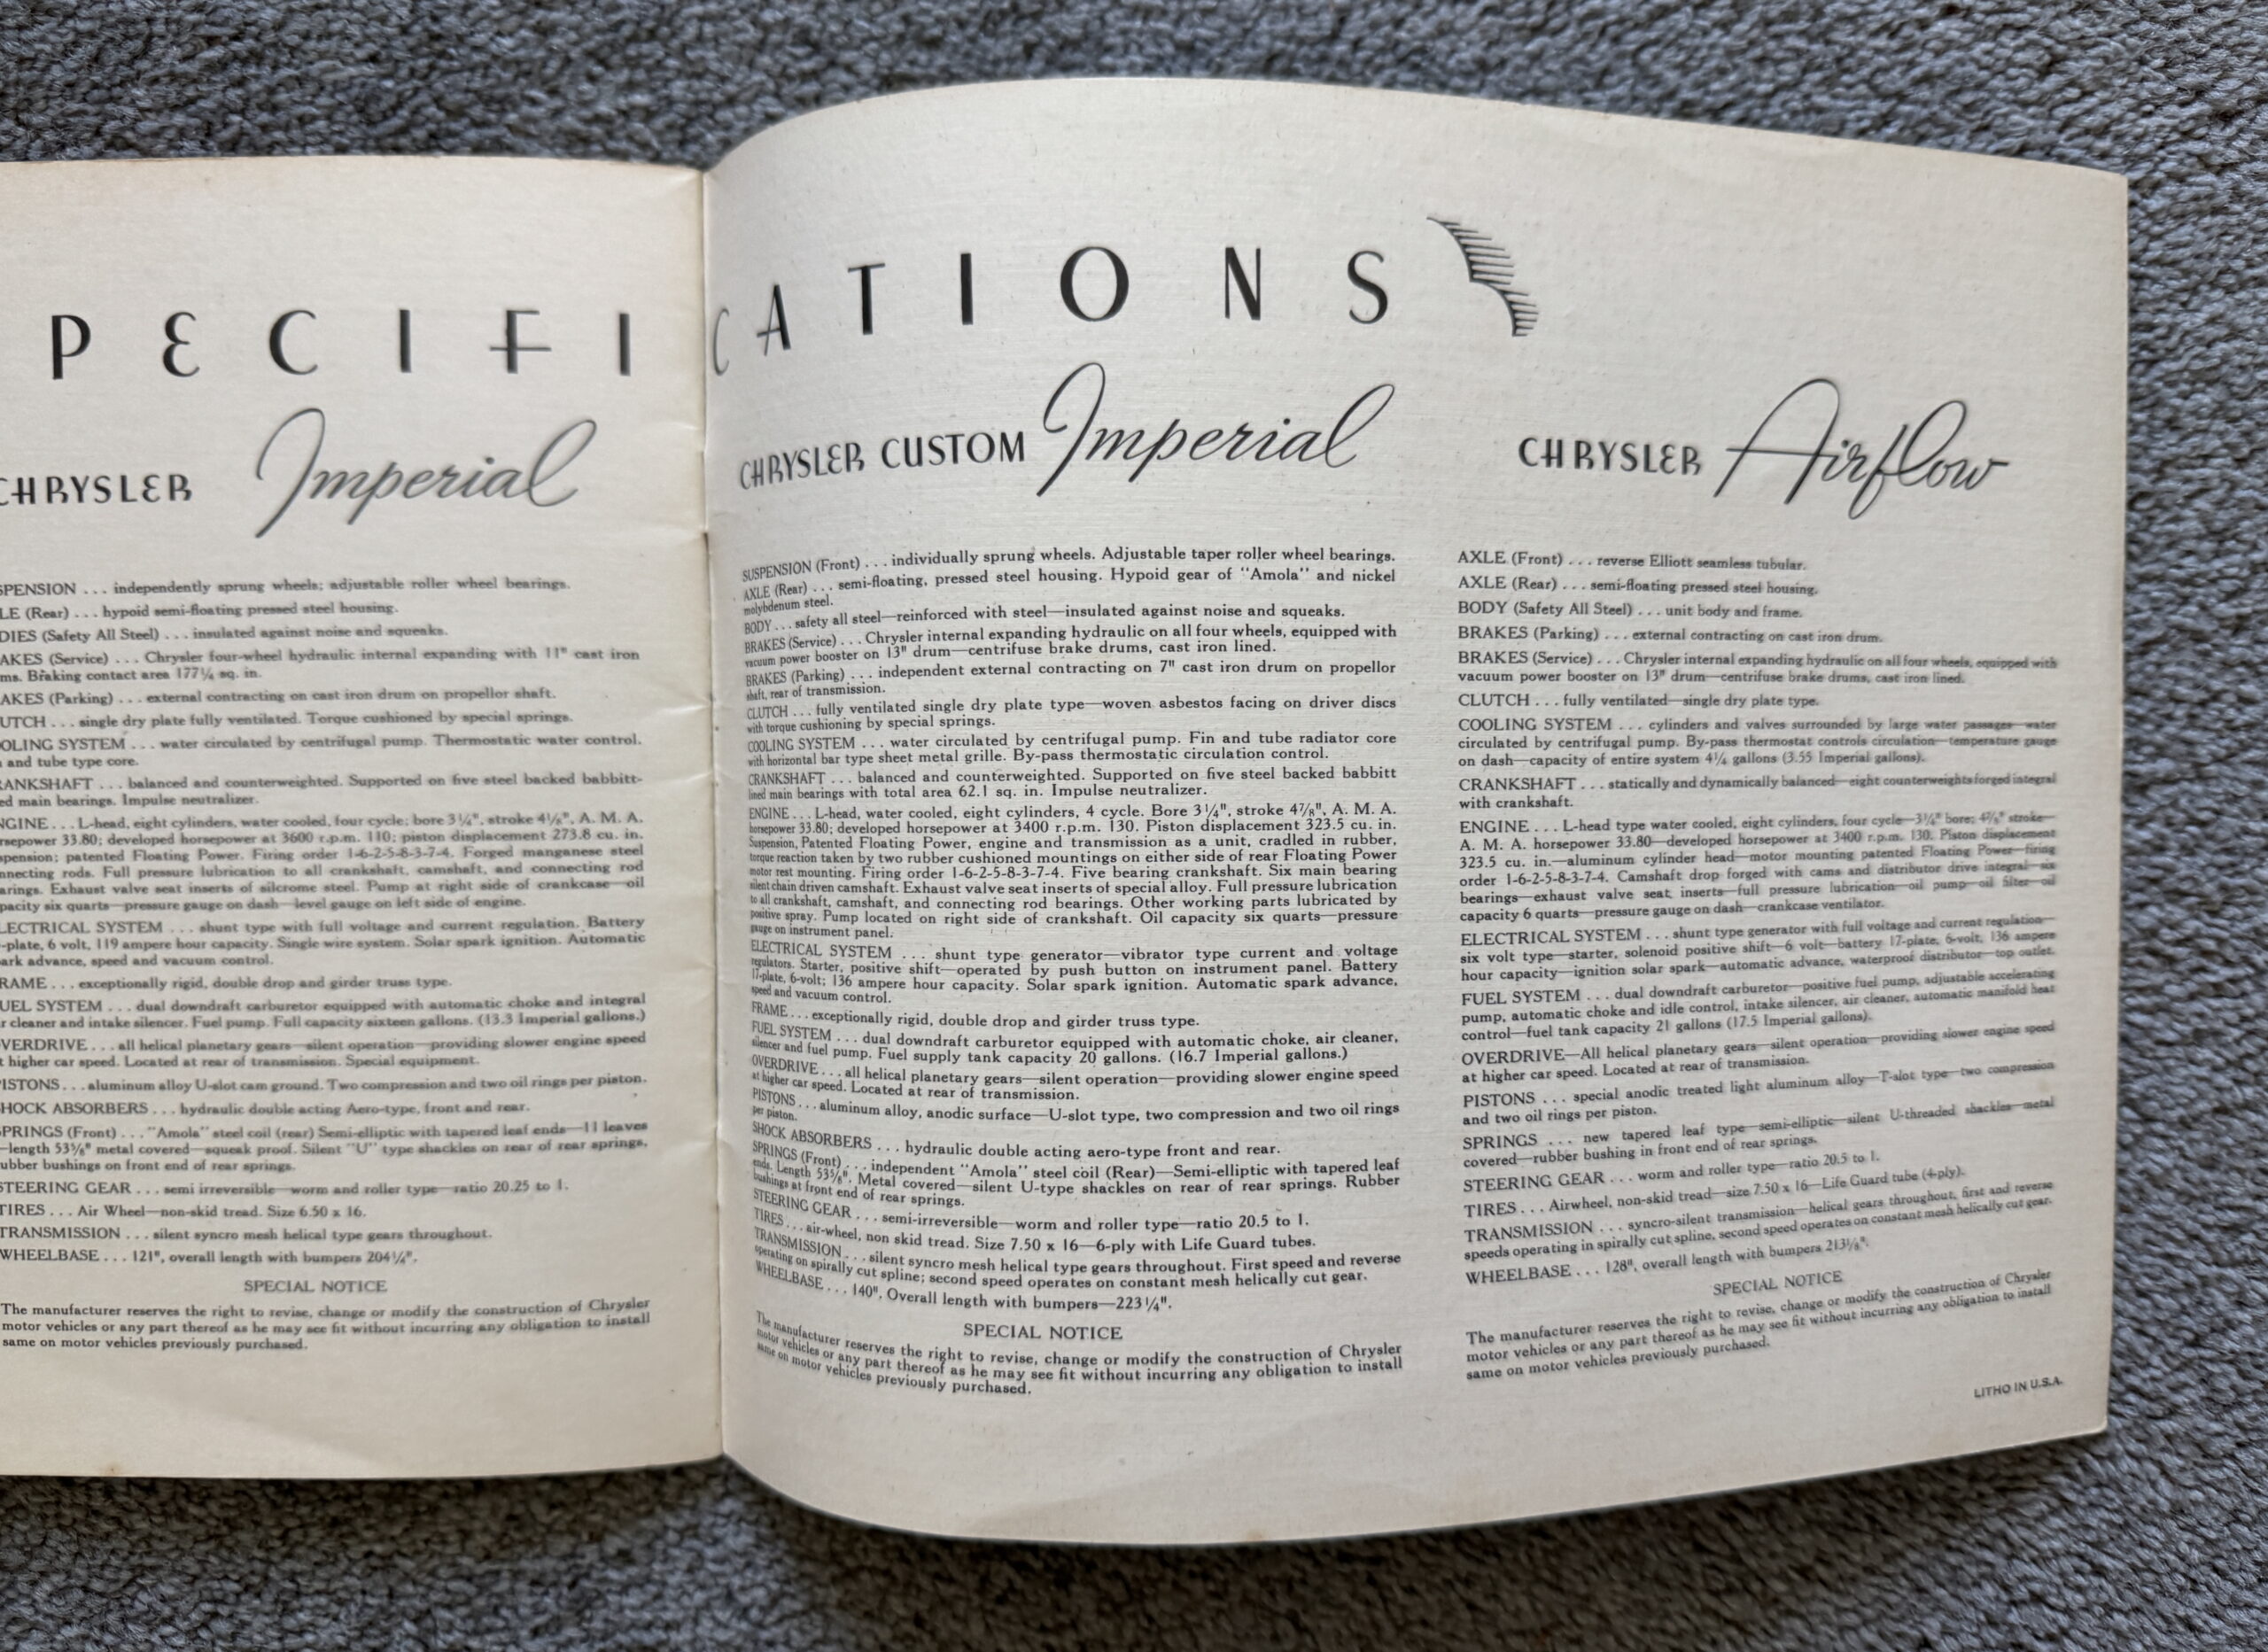 PECIFICATIONS
CHRYSLER Imperial
SPENSION ... independently sprung wheels; adjustable roller wheel bearings.
LE (Rear) ... hypoid semi-floating pressed steel housing.
DIES (Safety All Steel) ... insulated against noise and squeaks.
AKES (Service) ... Chrysler four-wheel hydraulic internal expanding with 11" cast iron
ms. Braking contact area 177¼ sq. in.
AKES (Parking) ... external contracting on cast iron drum on propellor shaft.
UTCH ... single dry plate fully ventilated. Torque cushioned by special springs.
OLING SYSTEM ... water circulated by centrifugal pump. Thermostatic water control.
and tube type core.
RANKSHAFT ... balanced and counterweighted. Supported on five steel backed babbitt-
ed main bearings. Impulse neutralizer.
NGINE ... L-head, eight cylinders, water cooled, four cycle; bore 3¼", stroke 4⅛", A. M. A.
rsepower 33.80; developed horsepower at 3600 r.p.m. 110; piston displacement 273.8 cu. in.
spension; patented Floating Power. Firing order 1-6-2-5-8-3-7-4. Forged manganese steel
nnecting rods. Full pressure lubrication to all crankshaft, camshaft, and connecting rod
arings. Exhaust valve seat inserts of silcrome steel. Pump at right side of crankcase—oil
pacity six quarts—pressure gauge on dash—level gauge on left side of engine.
LECTRICAL SYSTEM ... shunt type with full voltage and current regulation. Battery
-plate, 6 volt, 119 ampere hour capacity. Single wire system. Solar spark ignition. Automatic
ark advance, speed and vacuum control.
RAME ... exceptionally rigid, double drop and girder truss type.
UEL SYSTEM ... dual downdraft carburetor equipped with automatic choke and integral
r cleaner and intake silencer. Fuel pump. Full capacity sixteen gallons. (13.3 Imperial gallons.)
OVERDRIVE ... all helical planetary gears—silent operation—providing slower engine speed
t higher car speed. Located at rear of transmission. Special equipment.
PISTONS ... aluminum alloy U-slot cam ground. Two compression and two oil rings per piston.
SHOCK ABSORBERS ... hydraulic double acting Aero-type, front and rear.
SPRINGS (Front) ... "Amola" steel coil (rear) Semi-elliptic with tapered leaf ends—11 leaves
—length 53⅝" metal covered—squeak proof. Silent "U" type shackles on rear of rear springs,
rubber bushings on front end of rear springs.
STEERING GEAR ... semi irreversible—worm and roller type—ratio 20.25 to 1.
TIRES ... Air Wheel—non-skid tread. Size 6.50 x 16.
TRANSMISSION ... silent syncro mesh helical type gears throughout.
WHEELBASE ... 121", overall length with bumpers 204¼".
SPECIAL NOTICE
The manufacturer reserves the right to revise, change or modify the construction of Chrysler
motor vehicles or any part thereof as he may see fit without incurring any obligation to install
same on motor vehicles previously purchased.
CHRYSLER CUSTOM Imperial
SUSPENSION (Front) ... individually sprung wheels. Adjustable taper roller wheel bearings.
AXLE (Rear) ... semi-floating, pressed steel housing. Hypoid gear of "Amola" and nickel
molybdenum steel.
BODY ... safety all steel—reinforced with steel—insulated against noise and squeaks.
BRAKES (Service) ... Chrysler internal expanding hydraulic on all four wheels, equipped with
vacuum power booster on 13" drum—centrifuse brake drums, cast iron lined.
BRAKES (Parking) ... independent external contracting on 7" cast iron drum on propellor
shaft, rear of transmission.
CLUTCH ... fully ventilated single dry plate type—woven asbestos facing on driver discs
with torque cushioning by special springs.
COOLING SYSTEM ... water circulated by centrifugal pump. Fin and tube radiator core
with horizontal bar type sheet metal grille. By-pass thermostatic circulation control.
CRANKSHAFT ... balanced and counterweighted. Supported on five steel backed babbitt
lined main bearings with total area 62.1 sq. in. Impulse neutralizer.
ENGINE ... L-head, water cooled, eight cylinders, 4 cycle. Bore 3¼", stroke 4⅞", A. M. A.
horsepower 33.80; developed horsepower at 3400 r.p.m. 130. Piston displacement 323.5 cu. in.
Suspension, Patented Floating Power, engine and transmission as a unit, cradled in rubber,
torque reaction taken by two rubber cushioned mountings on either side of rear Floating Power
motor rest mounting. Firing order 1-6-2-5-8-3-7-4. Five bearing crankshaft. Six main bearing
silent chain driven camshaft. Exhaust valve seat inserts of special alloy. Full pressure lubrication
to all crankshaft, camshaft, and connecting rod bearings. Other working parts lubricated by
positive spray. Pump located on right side of crankshaft. Oil capacity six quarts—pressure
gauge on instrument panel.
ELECTRICAL SYSTEM ... shunt type generator—vibrator type current and voltage
regulators. Starter, positive shift—operated by push button on instrument panel. Battery
17-plate, 6-volt; 136 ampere hour capacity. Solar spark ignition. Automatic spark advance,
speed and vacuum control.
FRAME ... exceptionally rigid, double drop and girder truss type.
FUEL SYSTEM ... dual downdraft carburetor equipped with automatic choke, air cleaner,
silencer and fuel pump. Fuel supply tank capacity 20 gallons. (16.7 Imperial gallons.)
OVERDRIVE ... all helical planetary gears—silent operation—providing slower engine speed
at higher car speed. Located at rear of transmission.
PISTONS ... aluminum alloy, anodic surface—U-slot type, two compression and two oil rings
per piston.
SHOCK ABSORBERS ... hydraulic double acting aero-type front and rear.
SPRINGS (Front) ... independent "Amola" steel coil (Rear)—Semi-elliptic with tapered leaf
ends. Length 53⅝". Metal covered—silent U-type shackles on rear of rear springs. Rubber
bushings at front end of rear springs.
STEERING GEAR ... semi-irreversible—worm and roller type—ratio 20.5 to 1.
TIRES ... air-wheel, non skid tread. Size 7.50 x 16—6-ply with Life Guard tubes.
TRANSMISSION ... silent syncro mesh helical type gears throughout. First speed and reverse
operating on spirally cut spline; second speed operates on constant mesh helically cut gear.
WHEELBASE ... 140". Overall length with bumpers—223¼".
SPECIAL NOTICE
The manufacturer reserves the right to revise, change or modify the construction of Chrysler
motor vehicles or any part thereof as he may see fit without incurring any obligation to install
same on motor vehicles previously purchased.
CHRYSLER Airflow
AXLE (Front) ... reverse Elliott seamless tubular.
AXLE (Rear) ... semi-floating pressed steel housing.
BODY (Safety All Steel) ... unit body and frame.
BRAKES (Parking) ... external contracting on cast iron drum.
BRAKES (Service) ... Chrysler internal expanding hydraulic on all four wheels, equipped with
vacuum power booster on 13" drum—centrifuse brake drums, cast iron lined.
CLUTCH ... fully ventilated—single dry plate type.
COOLING SYSTEM ... cylinders and valves surrounded by large water passages—water
circulated by centrifugal pump. By-pass thermostat controls circulation—temperature gauge
on dash—capacity of entire system 4¼ gallons (3.55 Imperial gallons).
CRANKSHAFT ... statically and dynamically balanced—eight counterweights forged integral
with crankshaft.
ENGINE ... L-head type water cooled, eight cylinders, four cycle—3¼" bore; 4⅞" stroke—
A. M. A. horsepower 33.80—developed horsepower at 3400 r.p.m. 130. Piston displacement
323.5 cu. in.—aluminum cylinder head—motor mounting patented Floating Power—firing
order 1-6-2-5-8-3-7-4. Camshaft drop forged with cams and distributor drive integral—six
bearings—exhaust valve seat inserts—full pressure lubrication—oil pump—oil filter—oil
capacity 6 quarts—pressure gauge on dash—crankcase ventilator.
ELECTRICAL SYSTEM ... shunt type generator with full voltage and current regulation—
six volt type—starter, solenoid positive shift—6 volt—battery 17-plate, 6-volt, 136 ampere
hour capacity—ignition solar spark—automatic advance, waterproof distributor—top outlet.
FUEL SYSTEM ... dual downdraft carburetor—positive fuel pump, adjustable accelerating
pump, automatic choke and idle control, intake silencer, air cleaner, automatic manifold heat
control—fuel tank capacity 21 gallons (17.5 Imperial gallons).
OVERDRIVE—All helical planetary gears—silent operation—providing slower engine speed
at higher car speed. Located at rear of transmission.
PISTONS ... special anodic treated light aluminum alloy—T-slot type—two compression
and two oil rings per piston.
SPRINGS ... new tapered leaf type—semi-elliptic—silent U-threaded shackles—metal
covered—rubber bushing in front end of rear springs.
STEERING GEAR ... worm and roller type—ratio 20.5 to 1.
TIRES ... Airwheel, non-skid tread—size 7.50 x 16—Life Guard tube (4-ply).
TRANSMISSION ... syncro-silent transmission—helical gears throughout, first and reverse
speeds operating in spirally cut spline, second speed operates on constant mesh helically cut gear.
WHEELBASE ... 128", overall length with bumpers 213⅛".
SPECIAL NOTICE
The manufacturer reserves the right to revise, change or modify the construction of Chrysler
motor vehicles or any part thereof as he may see fit without incurring any obligation to install
same on motor vehicles previously purchased.
LITHO IN U.S.A.